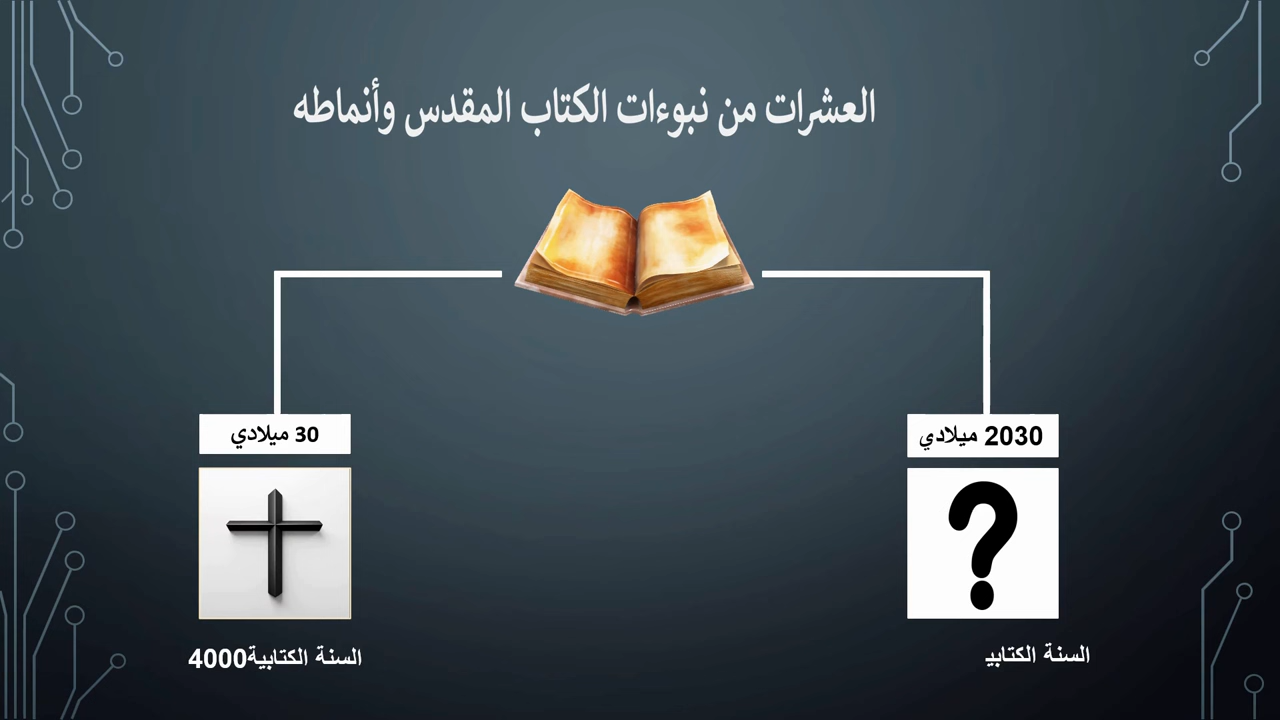 العشرات من نبوءات الكتاب المقدس وأنماطه
2030 ميلادي
30 ميلادي
?
السنة الكتابي
السنة الكتابية4000